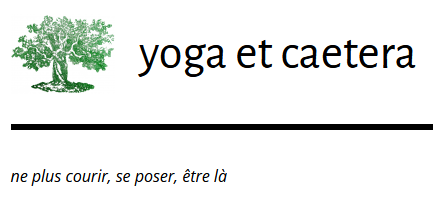 yoga et caetera
ne plus courir, se poser, être là